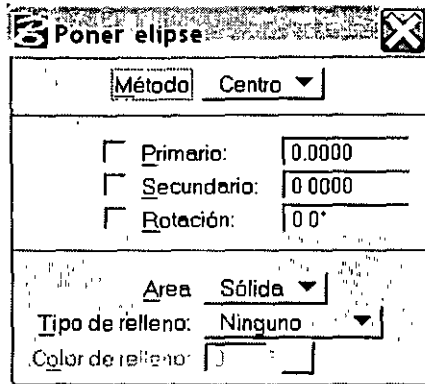 Poner elipse
Método Centro
Primario: 0.0000
Secundario: 0 0000
Rotación: 0 0°
Area Sólida
Tipo de relleno: Ninguno
Color de relleno: